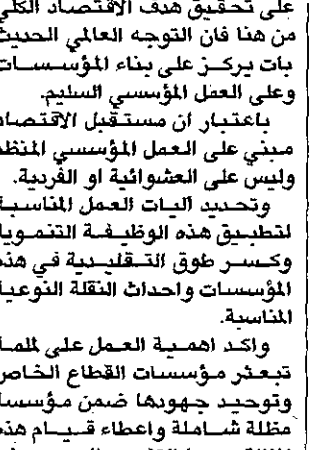 على تحقيق هدف الاقتصاد الكلي
من هنا فان التوجه العالمي الحديث
بات يركز على بناء المؤسسات
وعلى العمل المؤسسي السليم.
باعتبار ان مستقبل الاقتصاد
مبني على العمل المؤسسي المنظم
وليس على العشوائية او الفردية.
وتحديد آليات العمل المناسبة
لتطبيق هذه الوظيفة التنموية
وكسر طوق التقليدية في هذه
المؤسسات واحداث النقلة النوعية
المناسبة.
واكد اهمية العمل على لملمة
تبعثر مؤسسات القطاع الخاص
وتوحيد جهودها ضمن مؤسسا
مظلة شاملة واعطاء قيام هذه